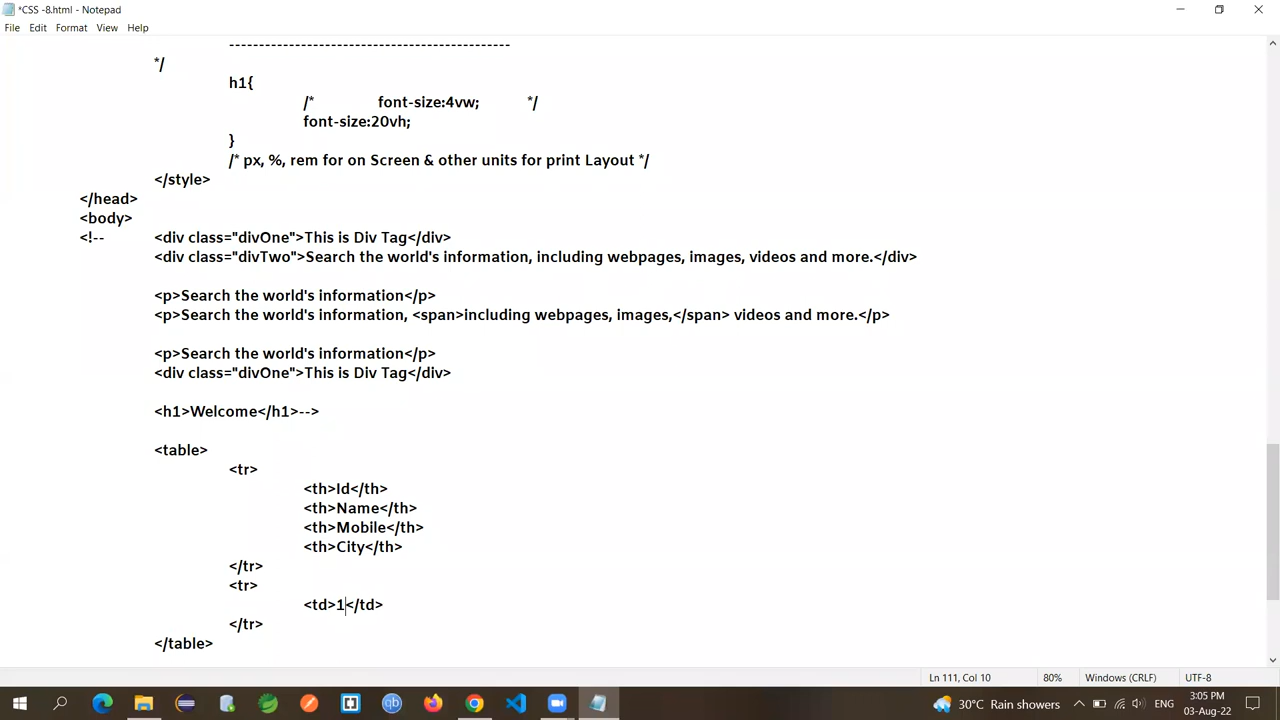 *CSS -8.html - Notepad
File Edit Format View Help
-----------------------------------------------
*/
h1{
/* font-size:4vw; */
font-size:20vh;
}
/* px, %, rem for on Screen & other units for print Layout */
</style>
</head>
<body>
<!-- <div class="divOne">This is Div Tag</div>
<div class="divTwo">Search the world's information, including webpages, images, videos and more.</div>
<p>Search the world's information</p>
<p>Search the world's information, <span>including webpages, images,</span> videos and more.</p>
<p>Search the world's information</p>
<div class="divOne">This is Div Tag</div>
<h1>Welcome</h1>-->
<table>
<tr>
<th>Id</th>
<th>Name</th>
<th>Mobile</th>
<th>City</th>
</tr>
<tr>
<td>1</td>
</tr>
</table>
Ln 111, Col 10 80% Windows (CRLF) UTF-8
qb 30°C Rain showers ENG 3:05 PM
03-Aug-22